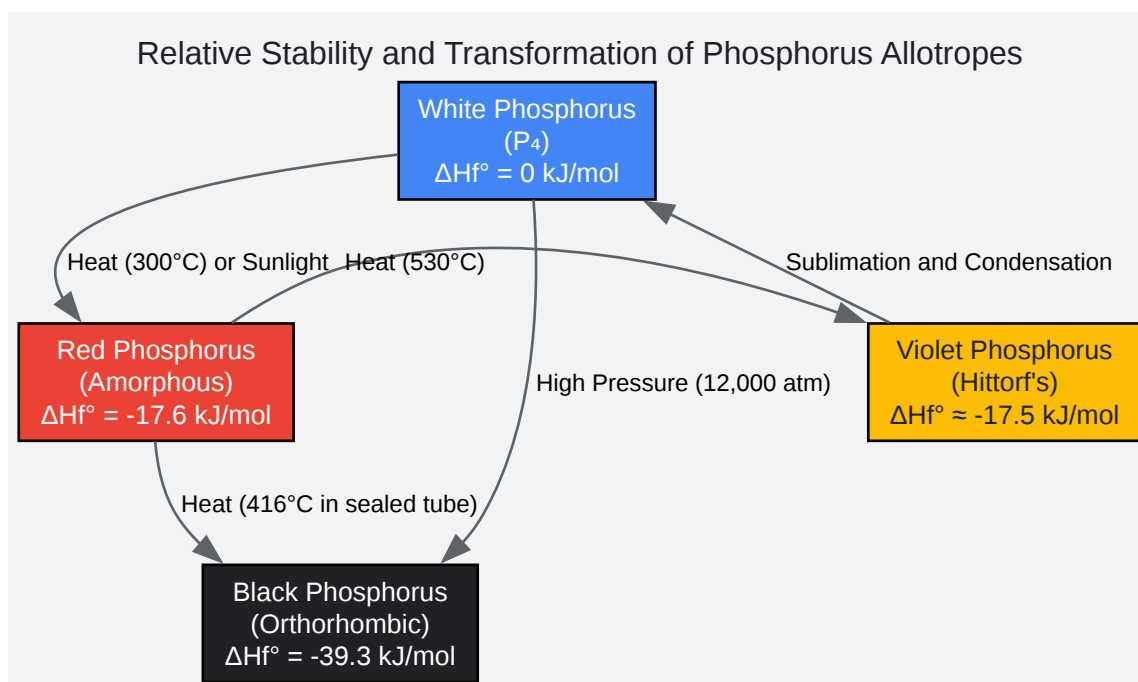 Relative Stability and Transformation of Phosphorus Allotropes
White Phosphorus
(P₄)
ΔHf° = 0 kJ/mol
Heat (300°C) or Sunlight
Heat (530°C)
Sublimation and Condensation
Red Phosphorus
(Amorphous)
ΔHf° = -17.6 kJ/mol
High Pressure (12,000 atm)
Violet Phosphorus
(Hittorf's)
ΔHf° ≈ -17.5 kJ/mol
Heat (416°C in sealed tube)
Black Phosphorus
(Orthorhombic)
ΔHf° = -39.3 kJ/mol